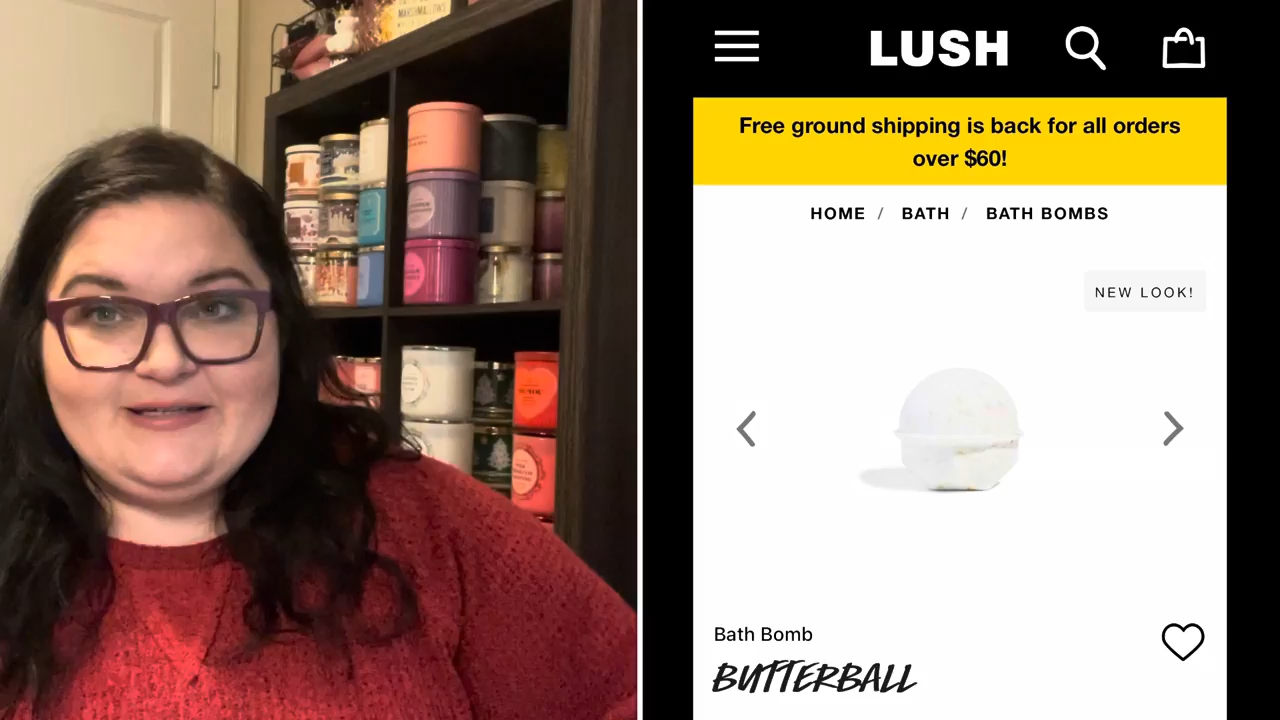 MARSHMALLOWS
LUSH
Free ground shipping is back for all orders
over $60!
HOME / BATH / BATH BOMBS
NEW LOOK!
Bath Bomb
BUTTERBALL